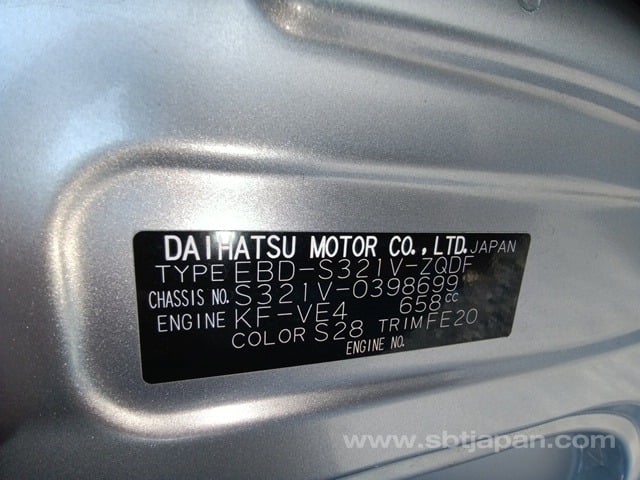 DAIHATSU MOTOR CO., LTD. JAPAN
TYPE EBD-S321V-ZQDF
CHASSIS NO. S321V-0398699
ENGINE KF-VE4 658cc
COLOR S28 TRIM FE20
ENGINE NO.
www.sbtjapan.com